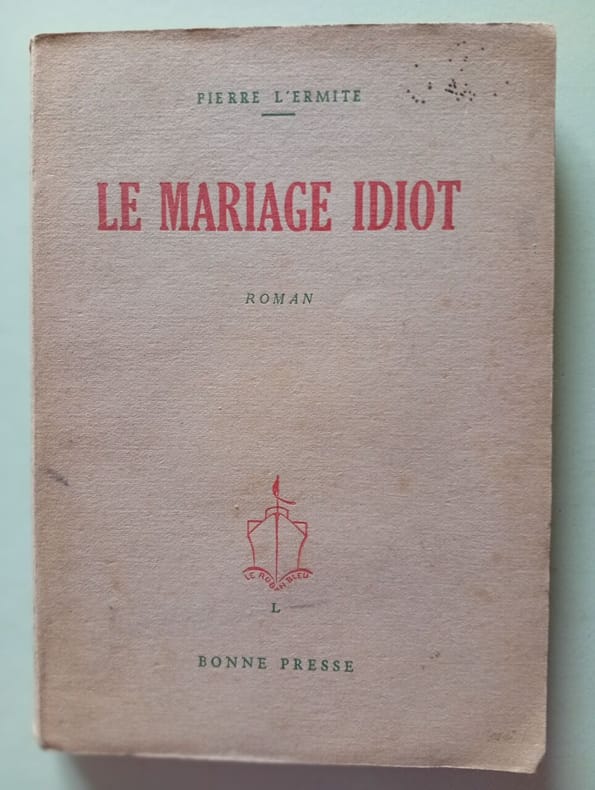 PIERRE L'ERMITE
LE MARIAGE IDIOT
ROMAN
LE RUBAN BLEU
L
BONNE PRESSE